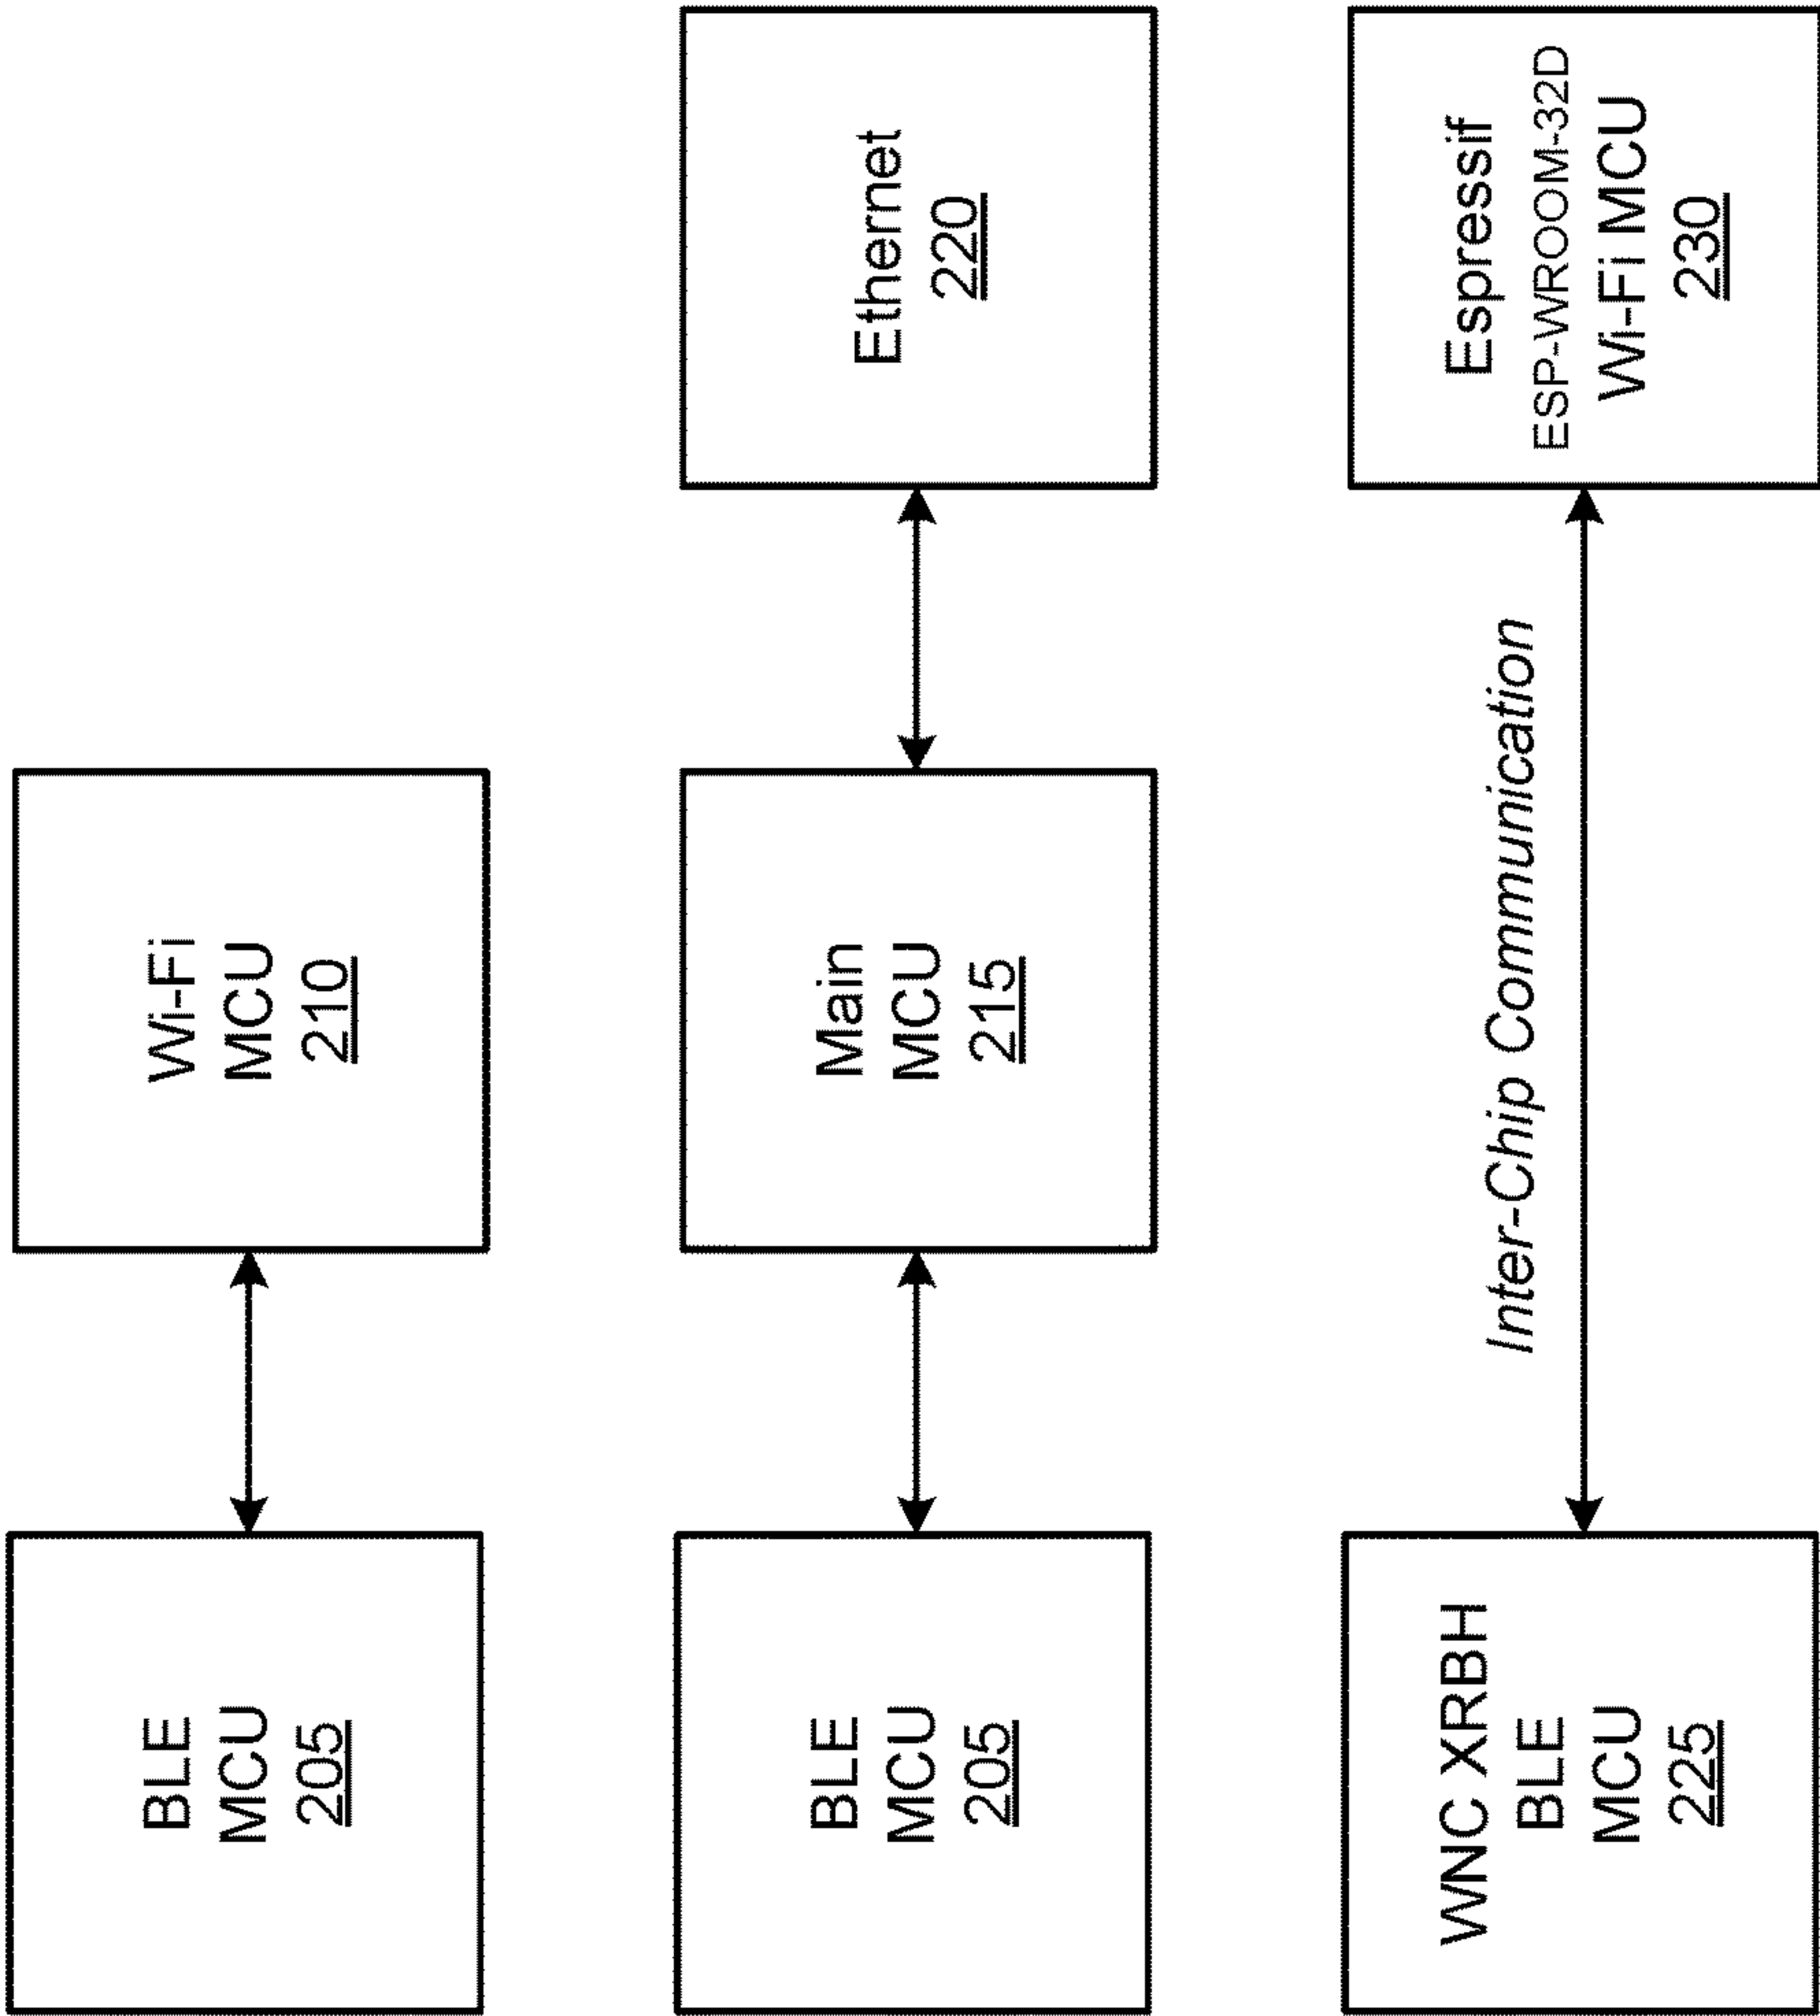 BLE
MCU
205
Wi-Fi
MCU
210
BLE
MCU
205
Main
MCU
215
Ethernet
220
WNC XRBH
BLE
MCU
225
Inter-Chip Communication
Espressif
ESP-WROOM-32D
Wi-Fi MCU
230